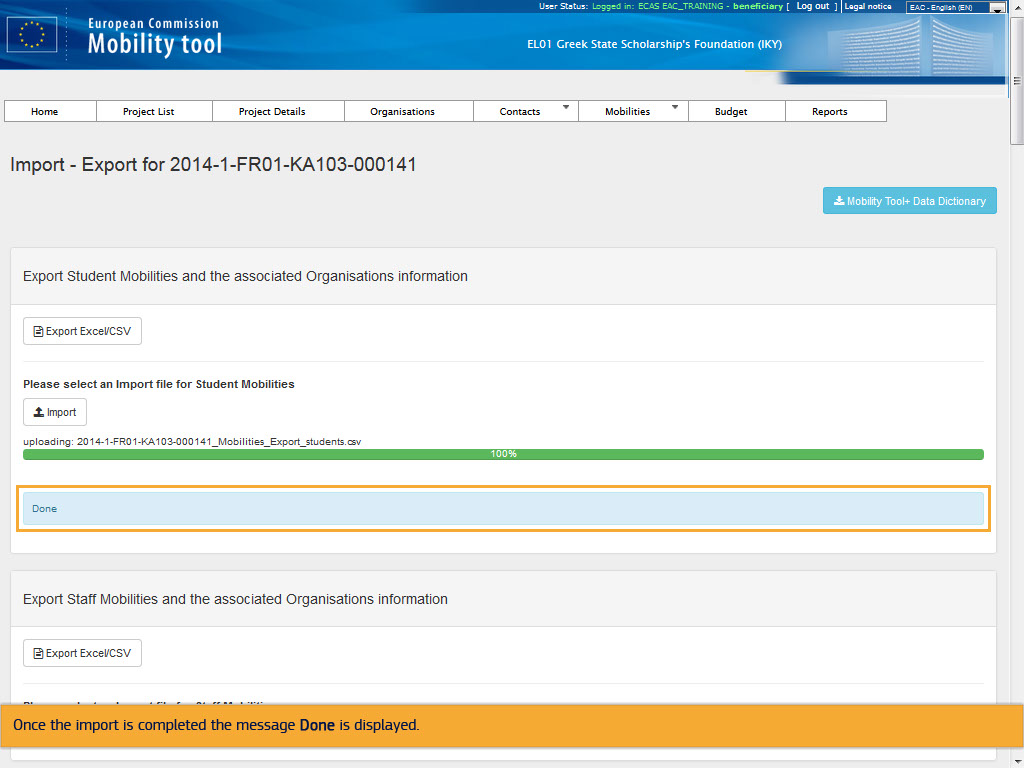 User Status: Logged in: ECAS EAC_TRAINING - beneficiary [ Log out ] Legal notice EAC - English (EN)
European Commission
Mobility tool
EL01 Greek State Scholarship's Foundation (IKY)
Home Project List Project Details Organisations Contacts Mobilities Budget Reports
Import - Export for 2014-1-FR01-KA103-000141
Mobility Tool+ Data Dictionary
Export Student Mobilities and the associated Organisations information
Export Excel/CSV
Please select an Import file for Student Mobilities
Import
uploading: 2014-1-FR01-KA103-000141_Mobilities_Export_students.csv
100%
Done
Export Staff Mobilities and the associated Organisations information
Export Excel/CSV
Once the import is completed the message Done is displayed.